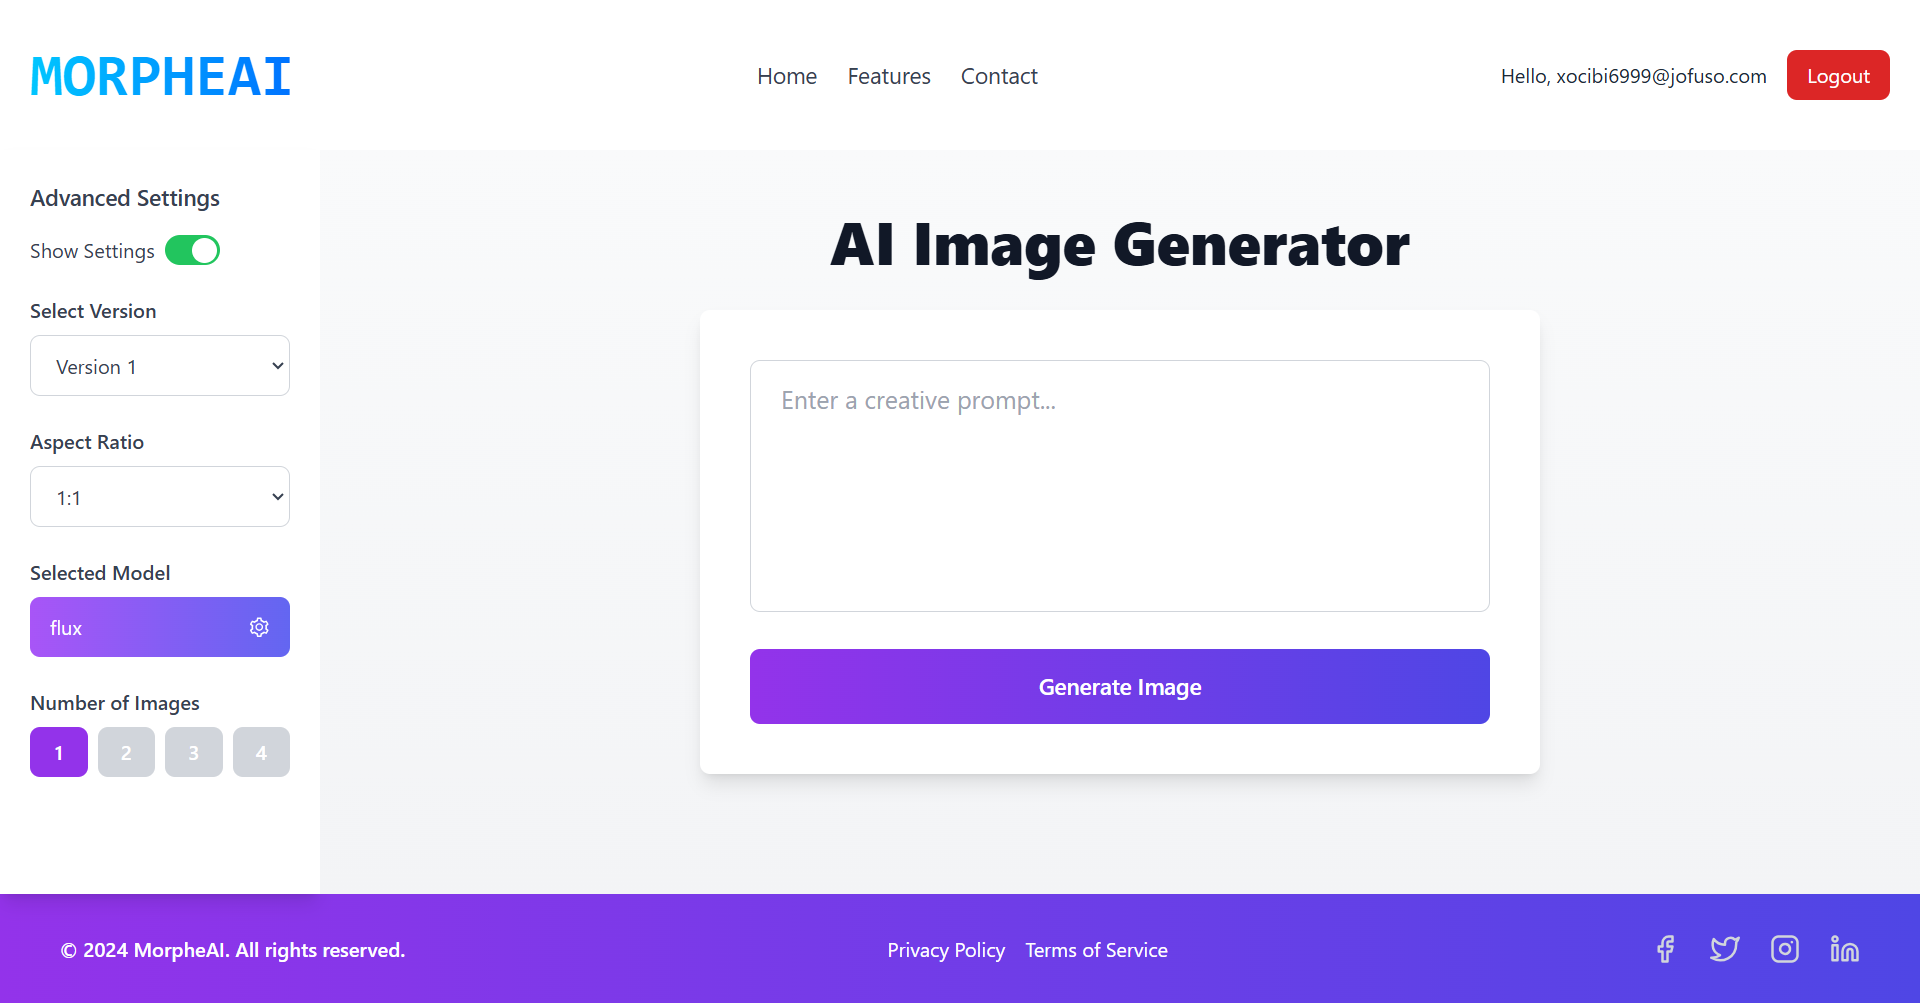 MORPHEAI
Home Features Contact
Hello, xocibi6999@jofuso.com
Logout
Advanced Settings
Show Settings
Select Version
Version 1
Aspect Ratio
1:1
Selected Model
flux
Number of Images
1 2 3 4
AI Image Generator
Enter a creative prompt...
Generate Image
© 2024 MorpheAI. All rights reserved.
Privacy Policy Terms of Service